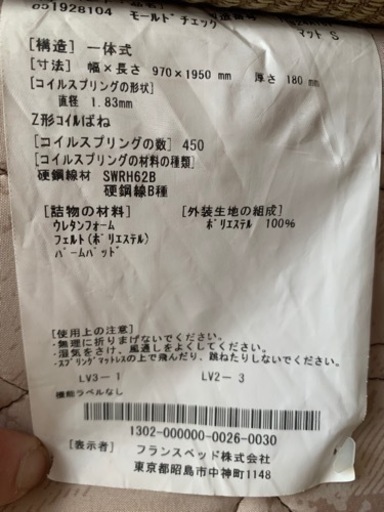 051928104
モールド チェック
マット S
[構造] 一体式
[寸法] 幅×長さ 970×1950 mm 厚さ 180 mm
[コイルスプリングの形状]
直径 1.83mm
Z形コイルばね
[コイルスプリングの数] 450
[コイルスプリングの材料の種類]
硬鋼線材 SWRH62B
硬鋼線B種
[詰物の材料] [外装生地の組成]
ウレタンフォーム ポリエステル 100%
フェルト(ポリエステル)
パームパッド
[使用上の注意]
・無理に折りまげないでください。
・湿気をさけ、風通しをよくしてください。
・スプリングマットレスの上で飛んだり、跳ねたりしないでください。
LV3-1 LV2-3
機能ラベルなし
1302-000000-0026-0030
[表示者] フランスベッド株式会社
東京都昭島市中神町1148